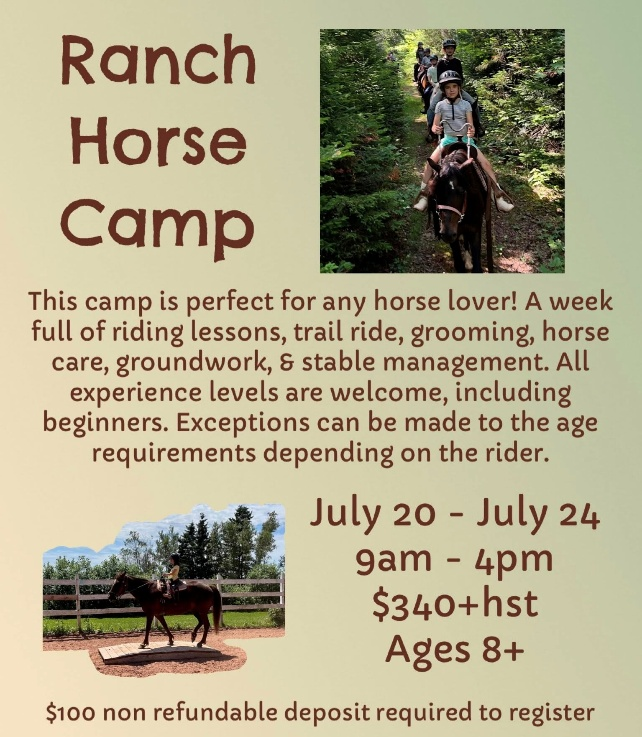 Ranch
Horse
Camp
This camp is perfect for any horse lover! A week
full of riding lessons, trail ride, grooming, horse
care, groundwork, & stable management. All
experience levels are welcome, including
beginners. Exceptions can be made to the age
requirements depending on the rider.
July 20 - July 24
9am - 4pm
$340+hst
Ages 8+
$100 non refundable deposit required to register